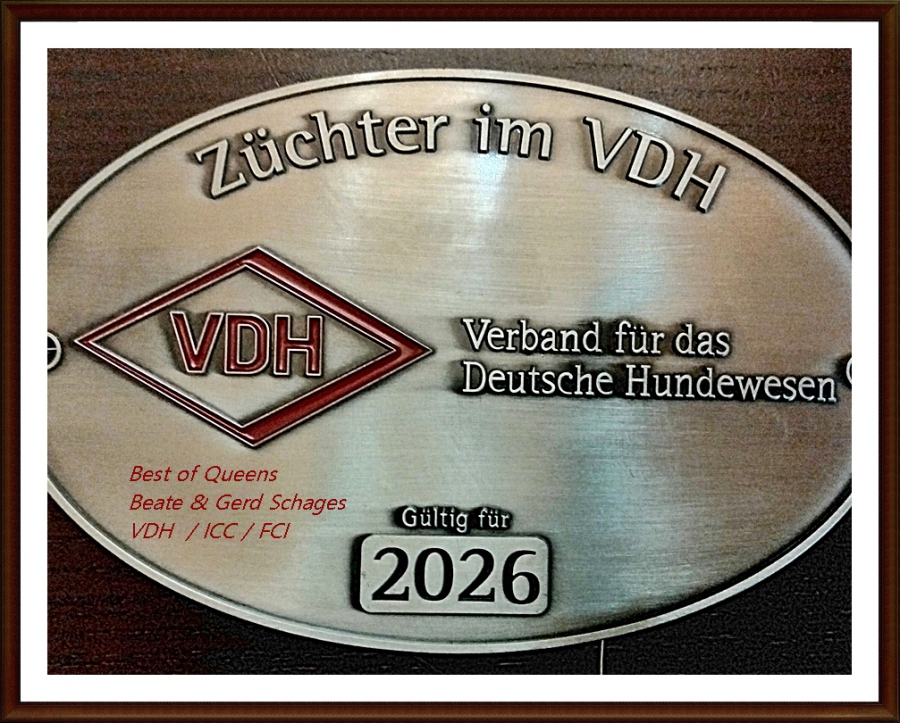 Züchter im VDH
VDH
Verband für das
Deutsche Hundewesen
Best of Queens
Beate & Gerd Schages
VDH / ICC / FCI
Gültig für
2026